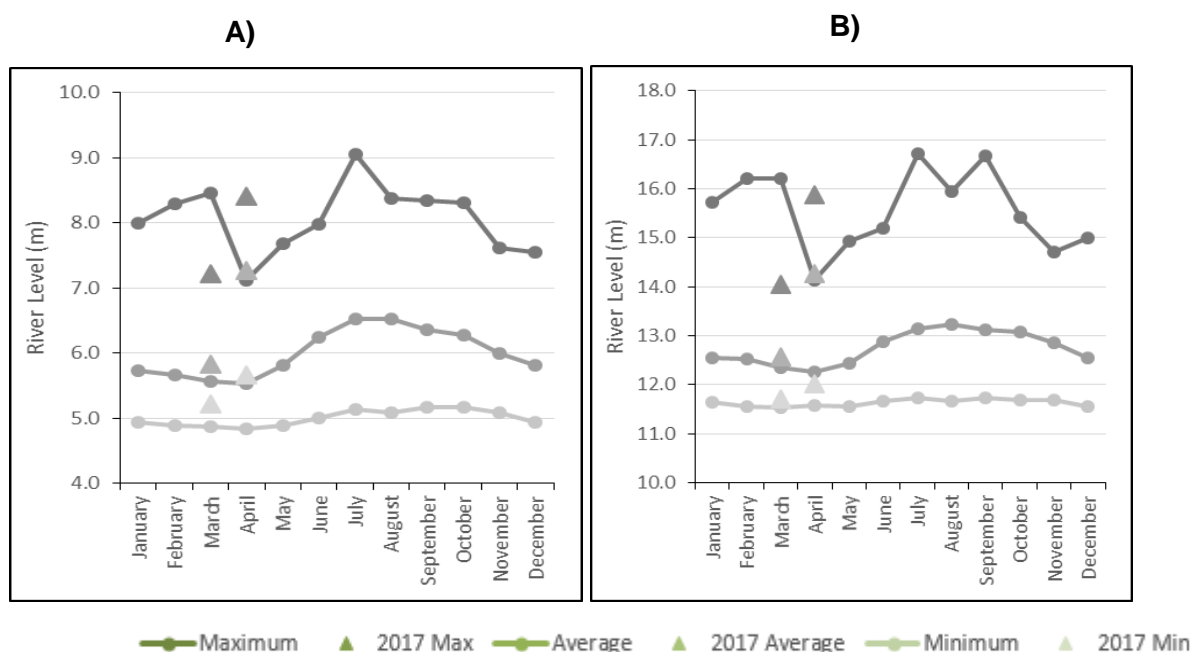 A)
B)
10.0
9.0
8.0
7.0
6.0
5.0
4.0
River Level (m)
January
February
March
April
May
June
July
August
September
October
November
December
18.0
17.0
16.0
15.0
14.0
13.0
12.0
11.0
10.0
River Level (m)
January
February
March
April
May
June
July
August
September
October
November
December
Maximum 2017 Max Average 2017 Average Minimum 2017 Min